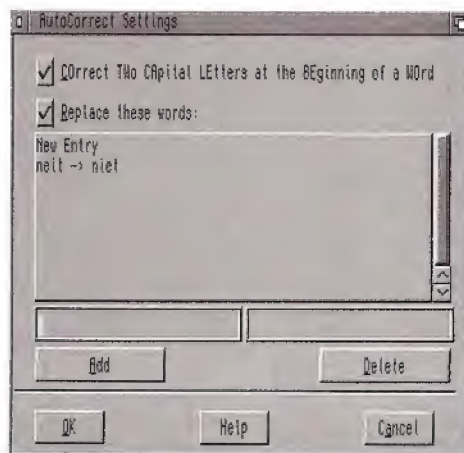 AutoCorrect Settings
COrrect TWo CApital LEtters at the BEginning of a WOrd
Replace these words:
New Entry
neit -> niet
Add Delete
OK Help Cancel